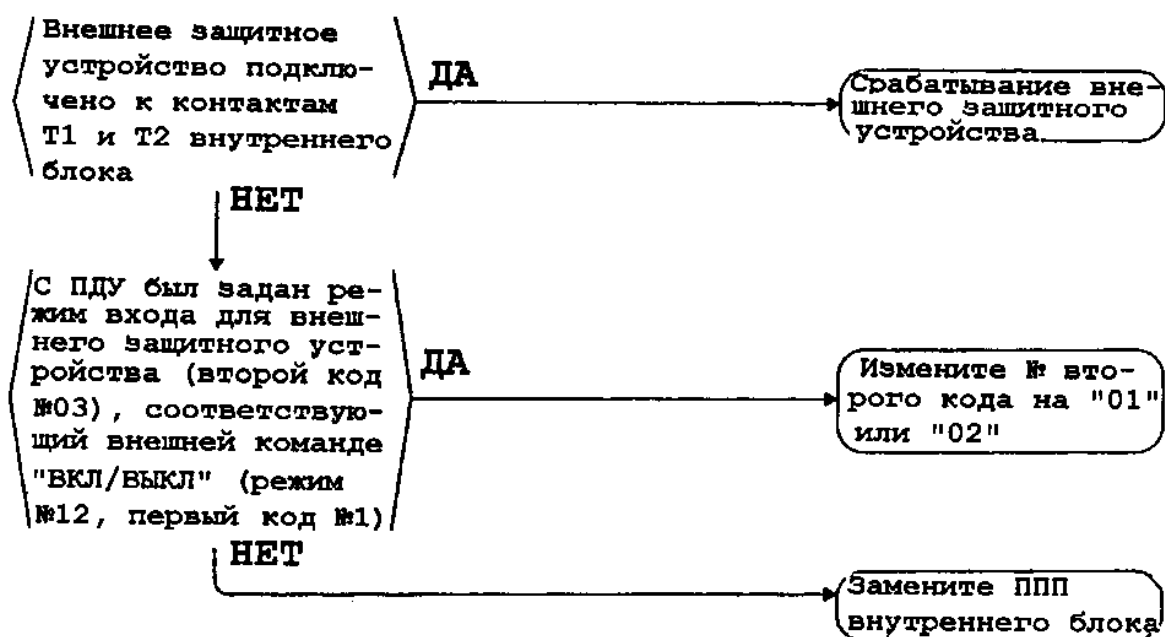 Внешнее защитное
устройство подклю-
чено к контактам
Т1 и Т2 внутреннего
блока
ДА
Срабатывание вне-
шнего защитного
устройства
НЕТ
С ПДУ был задан ре-
жим входа для внеш-
него защитного уст-
ройства (второй код
№03), соответствую-
щий внешней команде
"ВКЛ/ВЫКЛ" (режим
№12, первый код №1)
ДА
Измените № вто-
рого кода на "01"
или "02"
НЕТ
Замените ППП
внутреннего блока